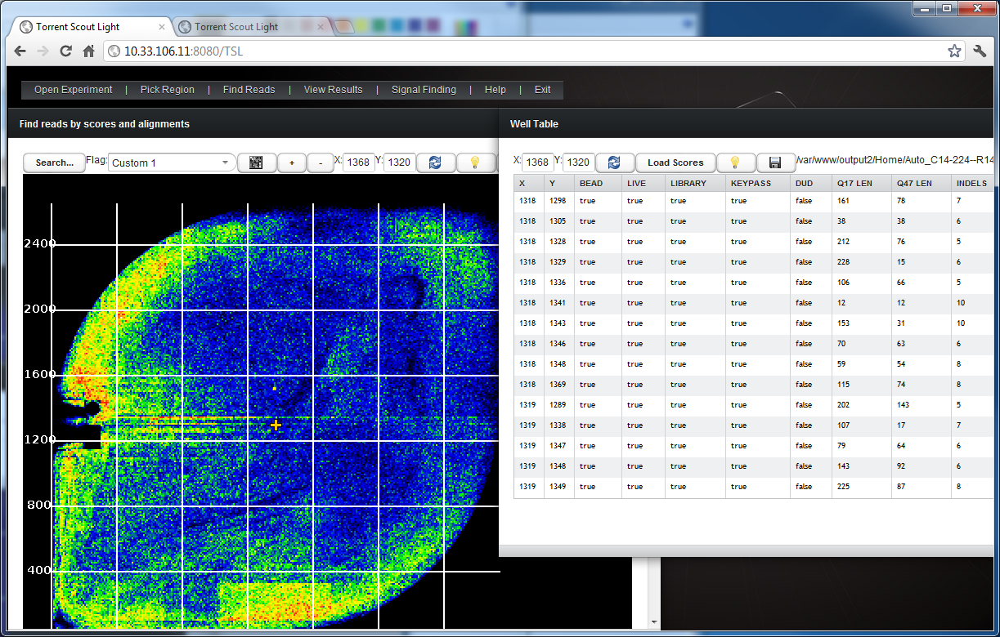 Torrent Scout Light
Torrent Scout Light
10.33.106.11:8080/TSL
Open Experiment | Pick Region | Find Reads | View Results | Signal Finding | Help | Exit
Find reads by scores and alignments
Search... Flag: Custom 1 + - X: 1368 Y: 1320
2400
2000
1600
1200
800
400
Well Table
X: 1368 Y: 1320 Load Scores /var/www/output2/Home/Auto_C14-224--R14
X Y BEAD LIVE LIBRARY KEYPASS DUD Q17 LEN Q47 LEN INDELS
1318 1298 true true true true false 161 78 7
1318 1305 true true true true false 38 38 6
1318 1328 true true true true false 212 76 5
1318 1329 true true true true false 228 15 6
1318 1336 true true true true false 106 66 5
1318 1341 true true true true false 12 12 10
1318 1343 true true true true false 153 31 10
1318 1346 true true true true false 70 63 6
1318 1348 true true true true false 59 54 8
1318 1369 true true true true false 115 74 8
1319 1289 true true true true false 202 143 5
1319 1338 true true true true false 107 17 7
1319 1347 true true true true false 79 64 6
1319 1348 true true true true false 143 92 6
1319 1349 true true true true false 225 87 8